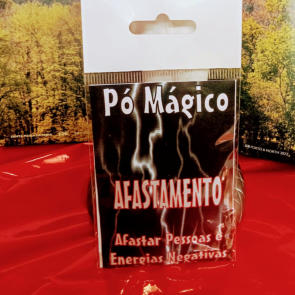 Pó Mágico
AFASTAMENTO
Afastar Pessoas e
Energias Negativas